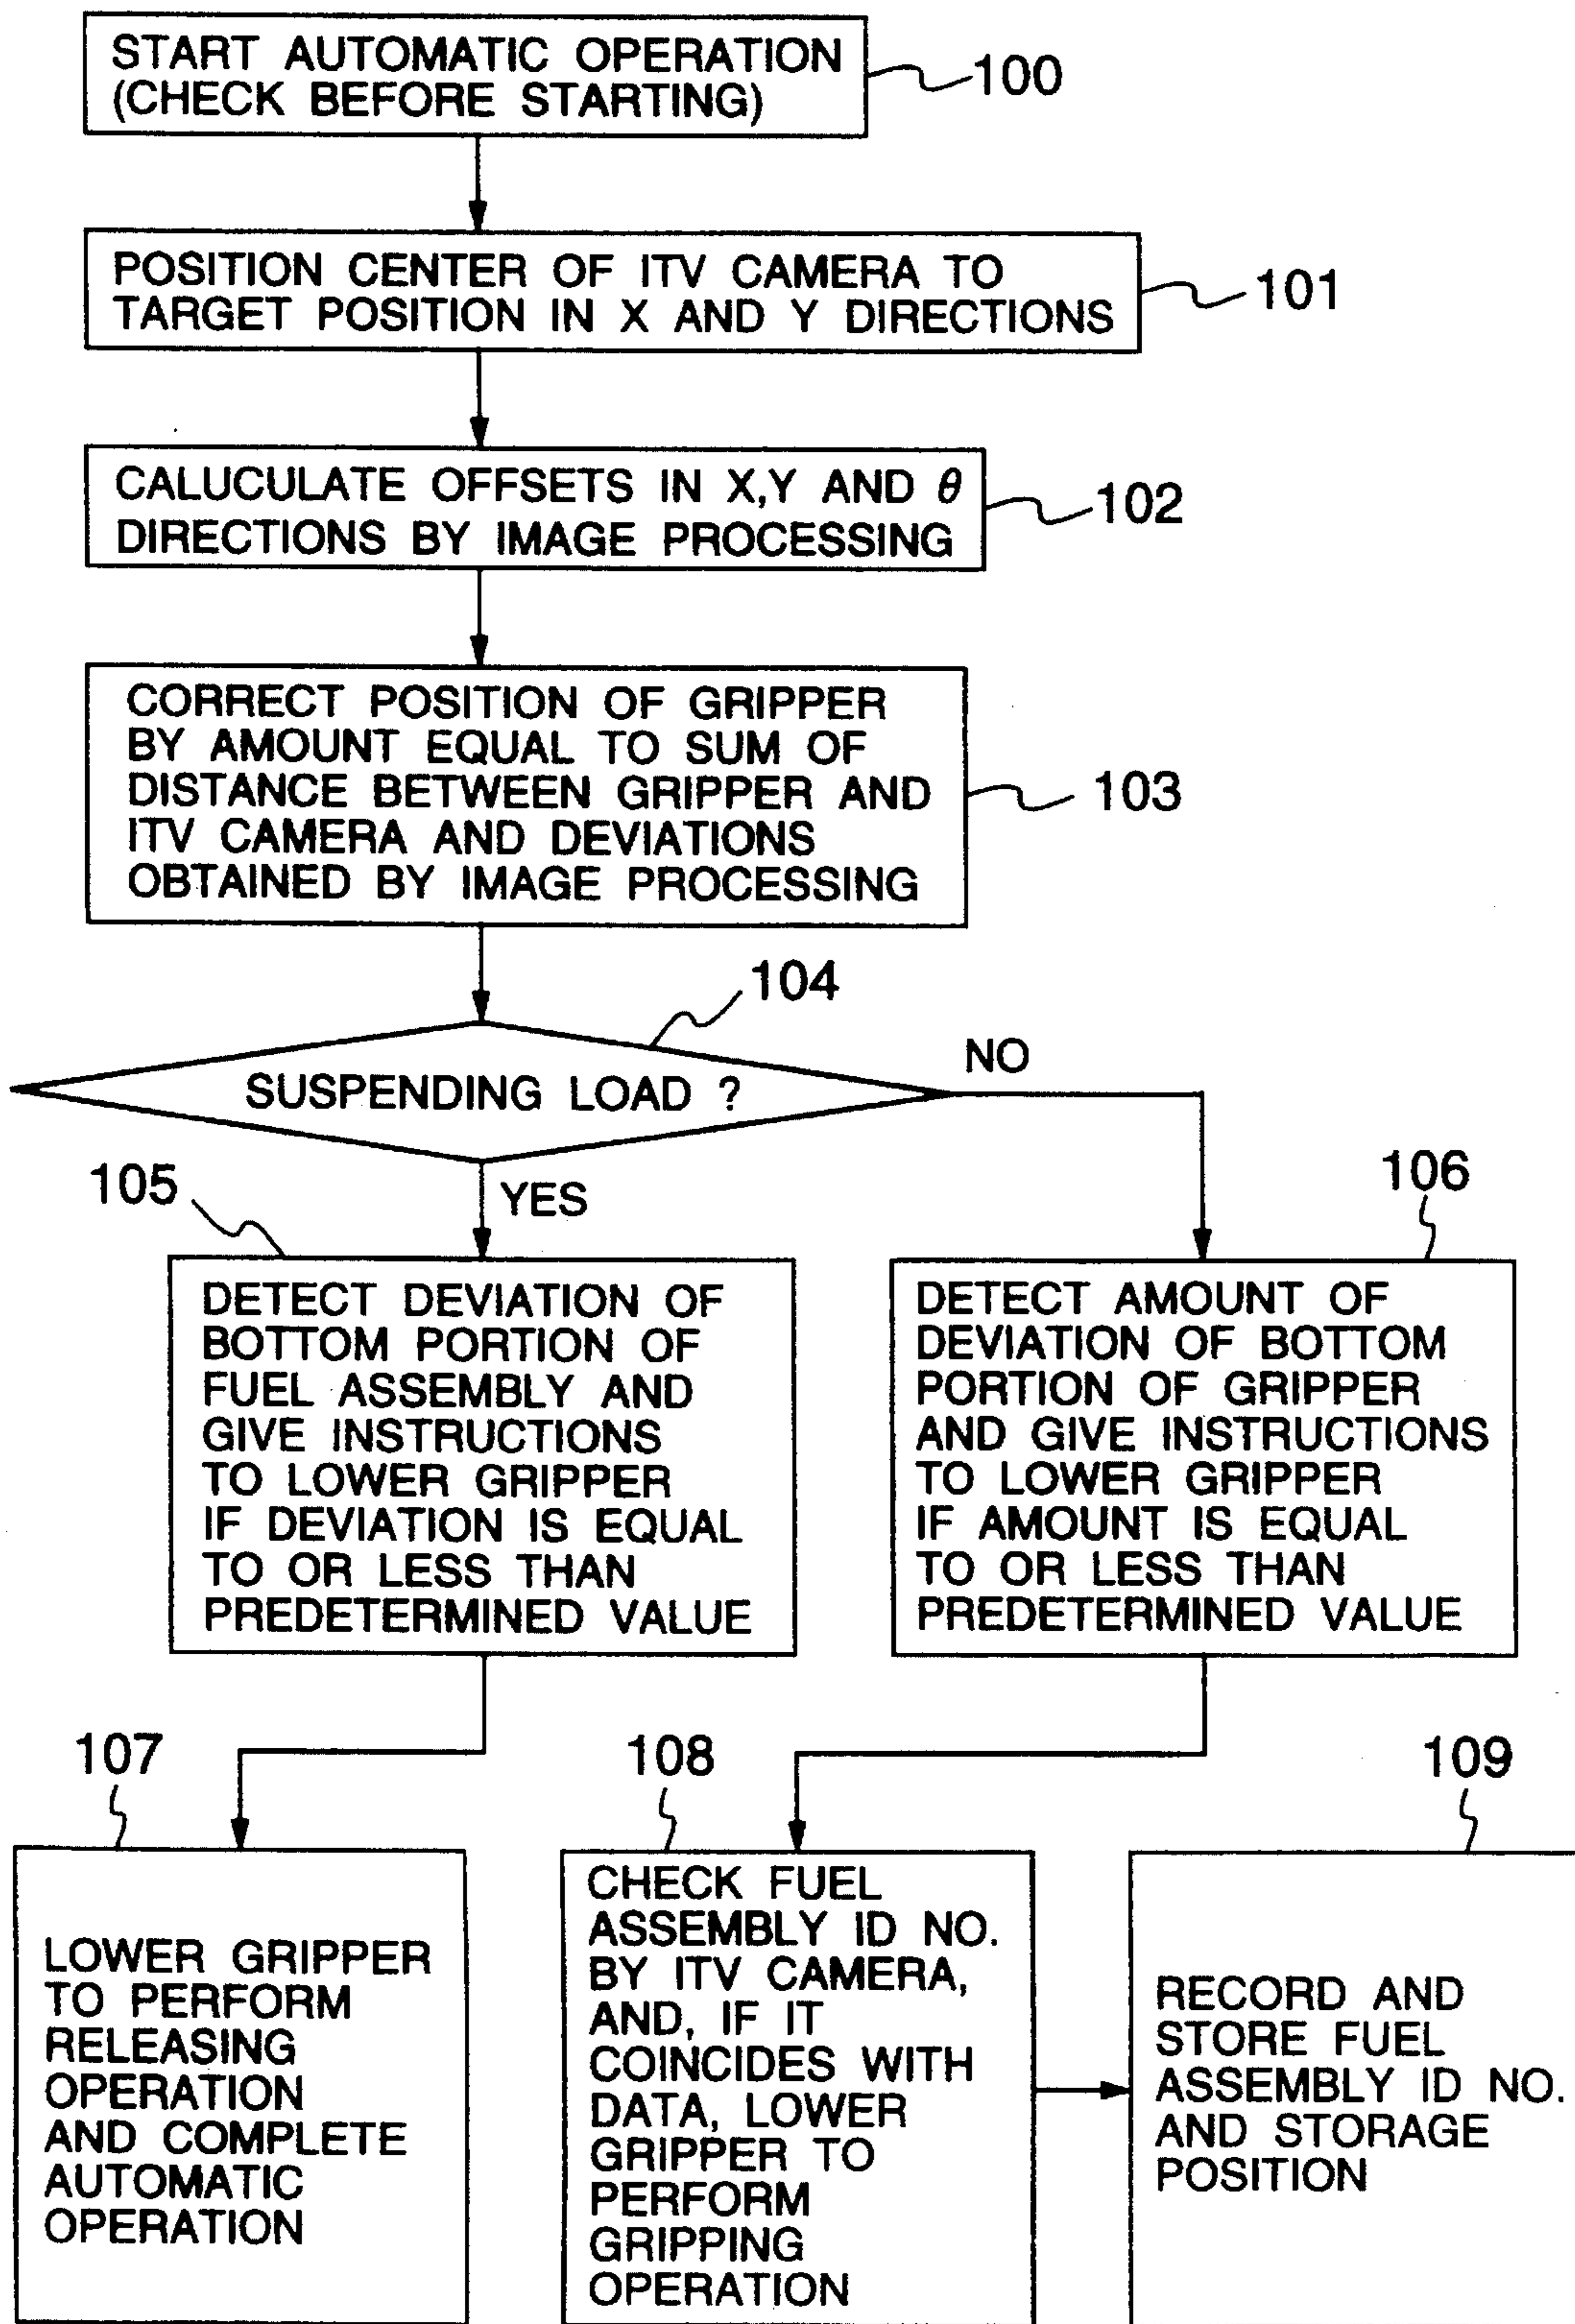 START AUTOMATIC OPERATION
(CHECK BEFORE STARTING)
100
POSITION CENTER OF ITV CAMERA TO
TARGET POSITION IN X AND Y DIRECTIONS
101
CALUCULATE OFFSETS IN X,Y AND θ
DIRECTIONS BY IMAGE PROCESSING
102
CORRECT POSITION OF GRIPPER
BY AMOUNT EQUAL TO SUM OF
DISTANCE BETWEEN GRIPPER AND
ITV CAMERA AND DEVIATIONS
OBTAINED BY IMAGE PROCESSING
103
104
SUSPENDING LOAD ?
NO
YES
105
DETECT DEVIATION OF
BOTTOM PORTION OF
FUEL ASSEMBLY AND
GIVE INSTRUCTIONS
TO LOWER GRIPPER
IF DEVIATION IS EQUAL
TO OR LESS THAN
PREDETERMINED VALUE
106
DETECT AMOUNT OF
DEVIATION OF BOTTOM
PORTION OF GRIPPER
AND GIVE INSTRUCTIONS
TO LOWER GRIPPER
IF AMOUNT IS EQUAL
TO OR LESS THAN
PREDETERMINED VALUE
107
LOWER GRIPPER
TO PERFORM
RELEASING
OPERATION
AND COMPLETE
AUTOMATIC
OPERATION
108
CHECK FUEL
ASSEMBLY ID NO.
BY ITV CAMERA,
AND, IF IT
COINCIDES WITH
DATA, LOWER
GRIPPER TO
PERFORM
GRIPPING
OPERATION
109
RECORD AND
STORE FUEL
ASSEMBLY ID NO.
AND STORAGE
POSITION